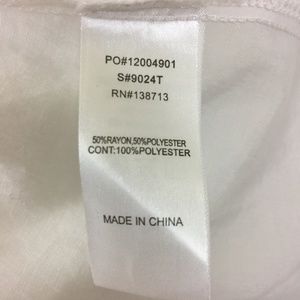 PO#12004901
S#9024T
RN#138713
50%RAYON,50%POLYESTER
CONT:100%POLYESTER
MADE IN CHINA